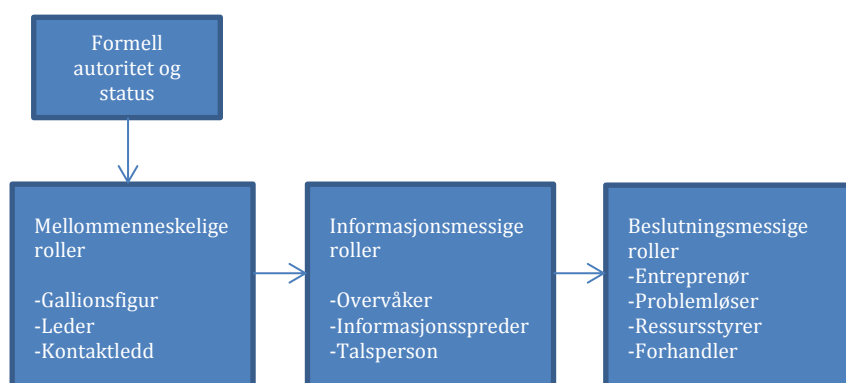 Formell
autoritet og
status
Mellommenneskelige
roller
-Gallionsfigur
-Leder
-Kontaktledd
Informasjonsmessige
roller
-Overvåker
-Informasjonsspreder
-Talsperson
Beslutningsmessige
roller
-Entreprenør
-Problemløser
-Ressursstyrer
-Forhandler